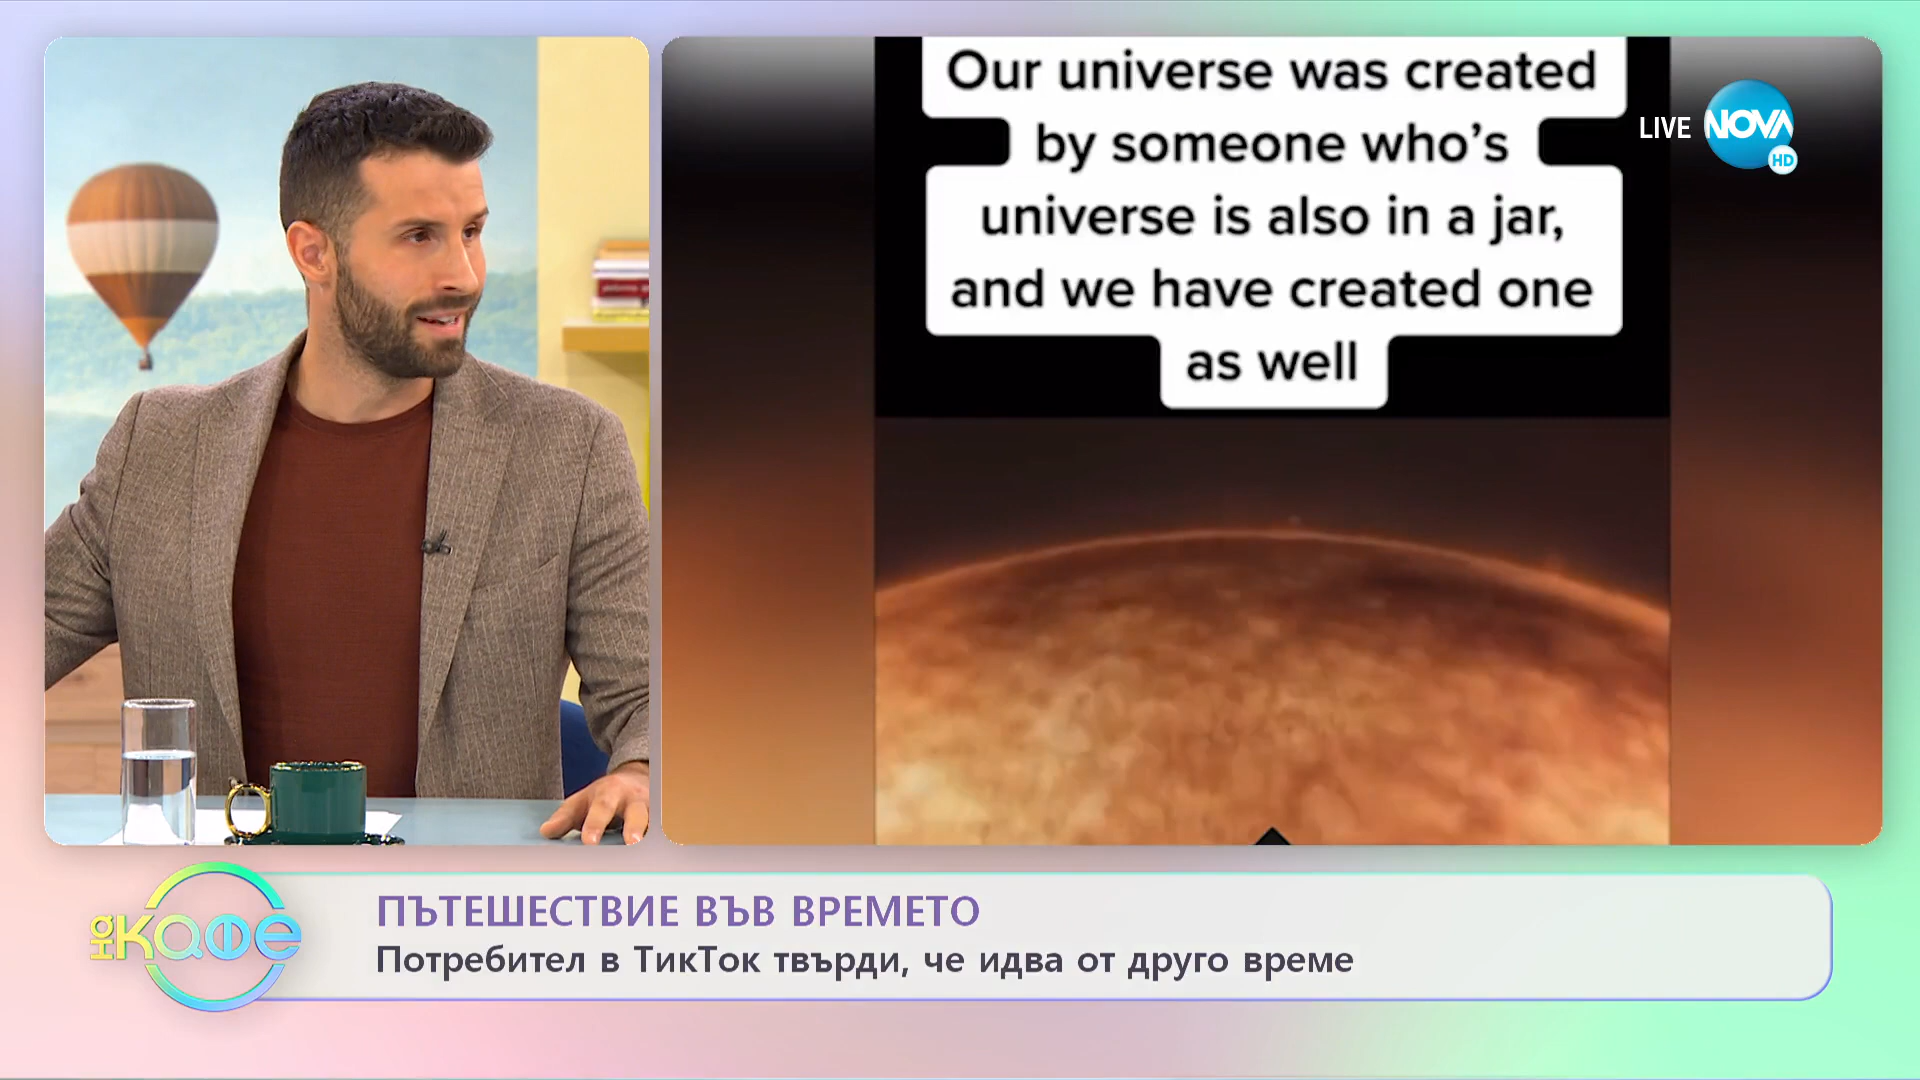 Our universe was created
by someone who's
universe is also in a jar,
and we have created one
as well
LIVE NOVA
HD
на кафе
ПЪТЕШЕСТВИЕ ВЪВ ВРЕМЕТО
Потребител в ТикТок твърди, че идва от друго време